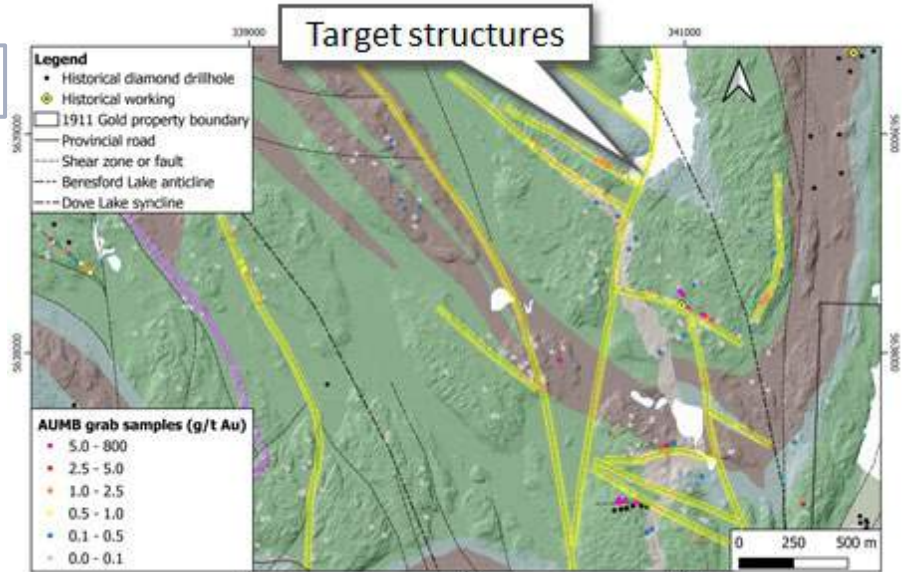 Target structures
339000
341000
Legend
Historical diamond drillhole
Historical working
1911 Gold property boundary
Provincial road
Shear zone or fault
Beresford Lake anticline
Dove Lake syncline
5639000
5639000
5638000
5638000
AUMB grab samples (g/t Au)
5.0 - 800
2.5 - 5.0
1.0 - 2.5
0.5 - 1.0
0.1 - 0.5
0.0 - 0.1
0 250 500 m